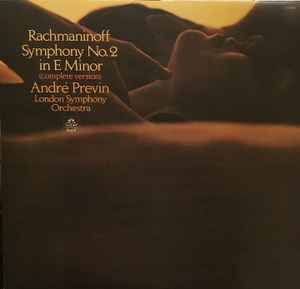 Rachmaninoff
Symphony No. 2
in E Minor
(complete version)
André Previn
London Symphony
Orchestra